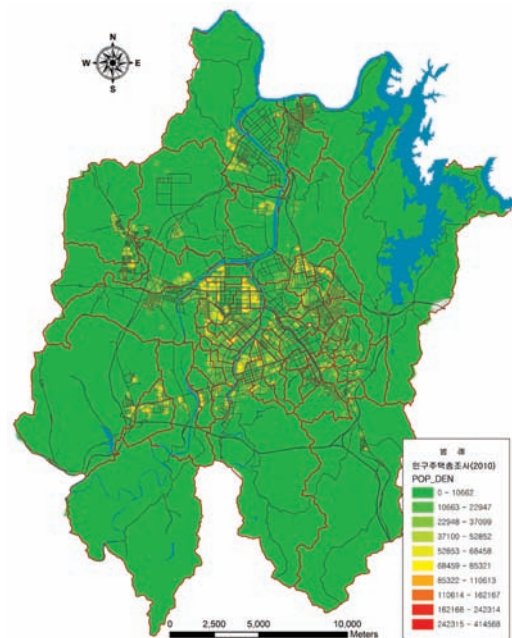 N
W E
S
범 례
인구주택총조사(2010)
POP_DEN
0 - 10662
10663 - 22947
22948 - 37099
37100 - 52852
52853 - 68458
68459 - 85321
85322 - 110613
110614 - 162167
162168 - 242314
242315 - 414568
0 2,500 5,000 10,000
Meters